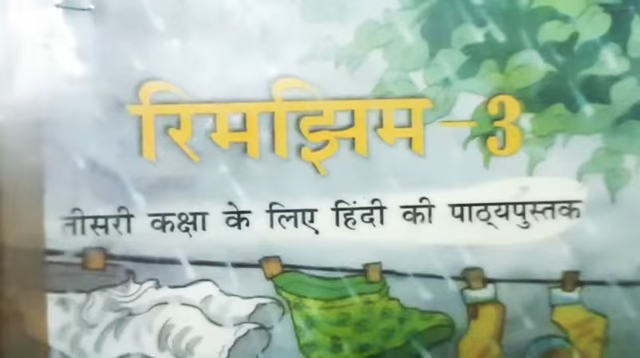 रिमझिम – 3
तीसरी कक्षा के लिए हिंदी की पाठ्यपुस्तक